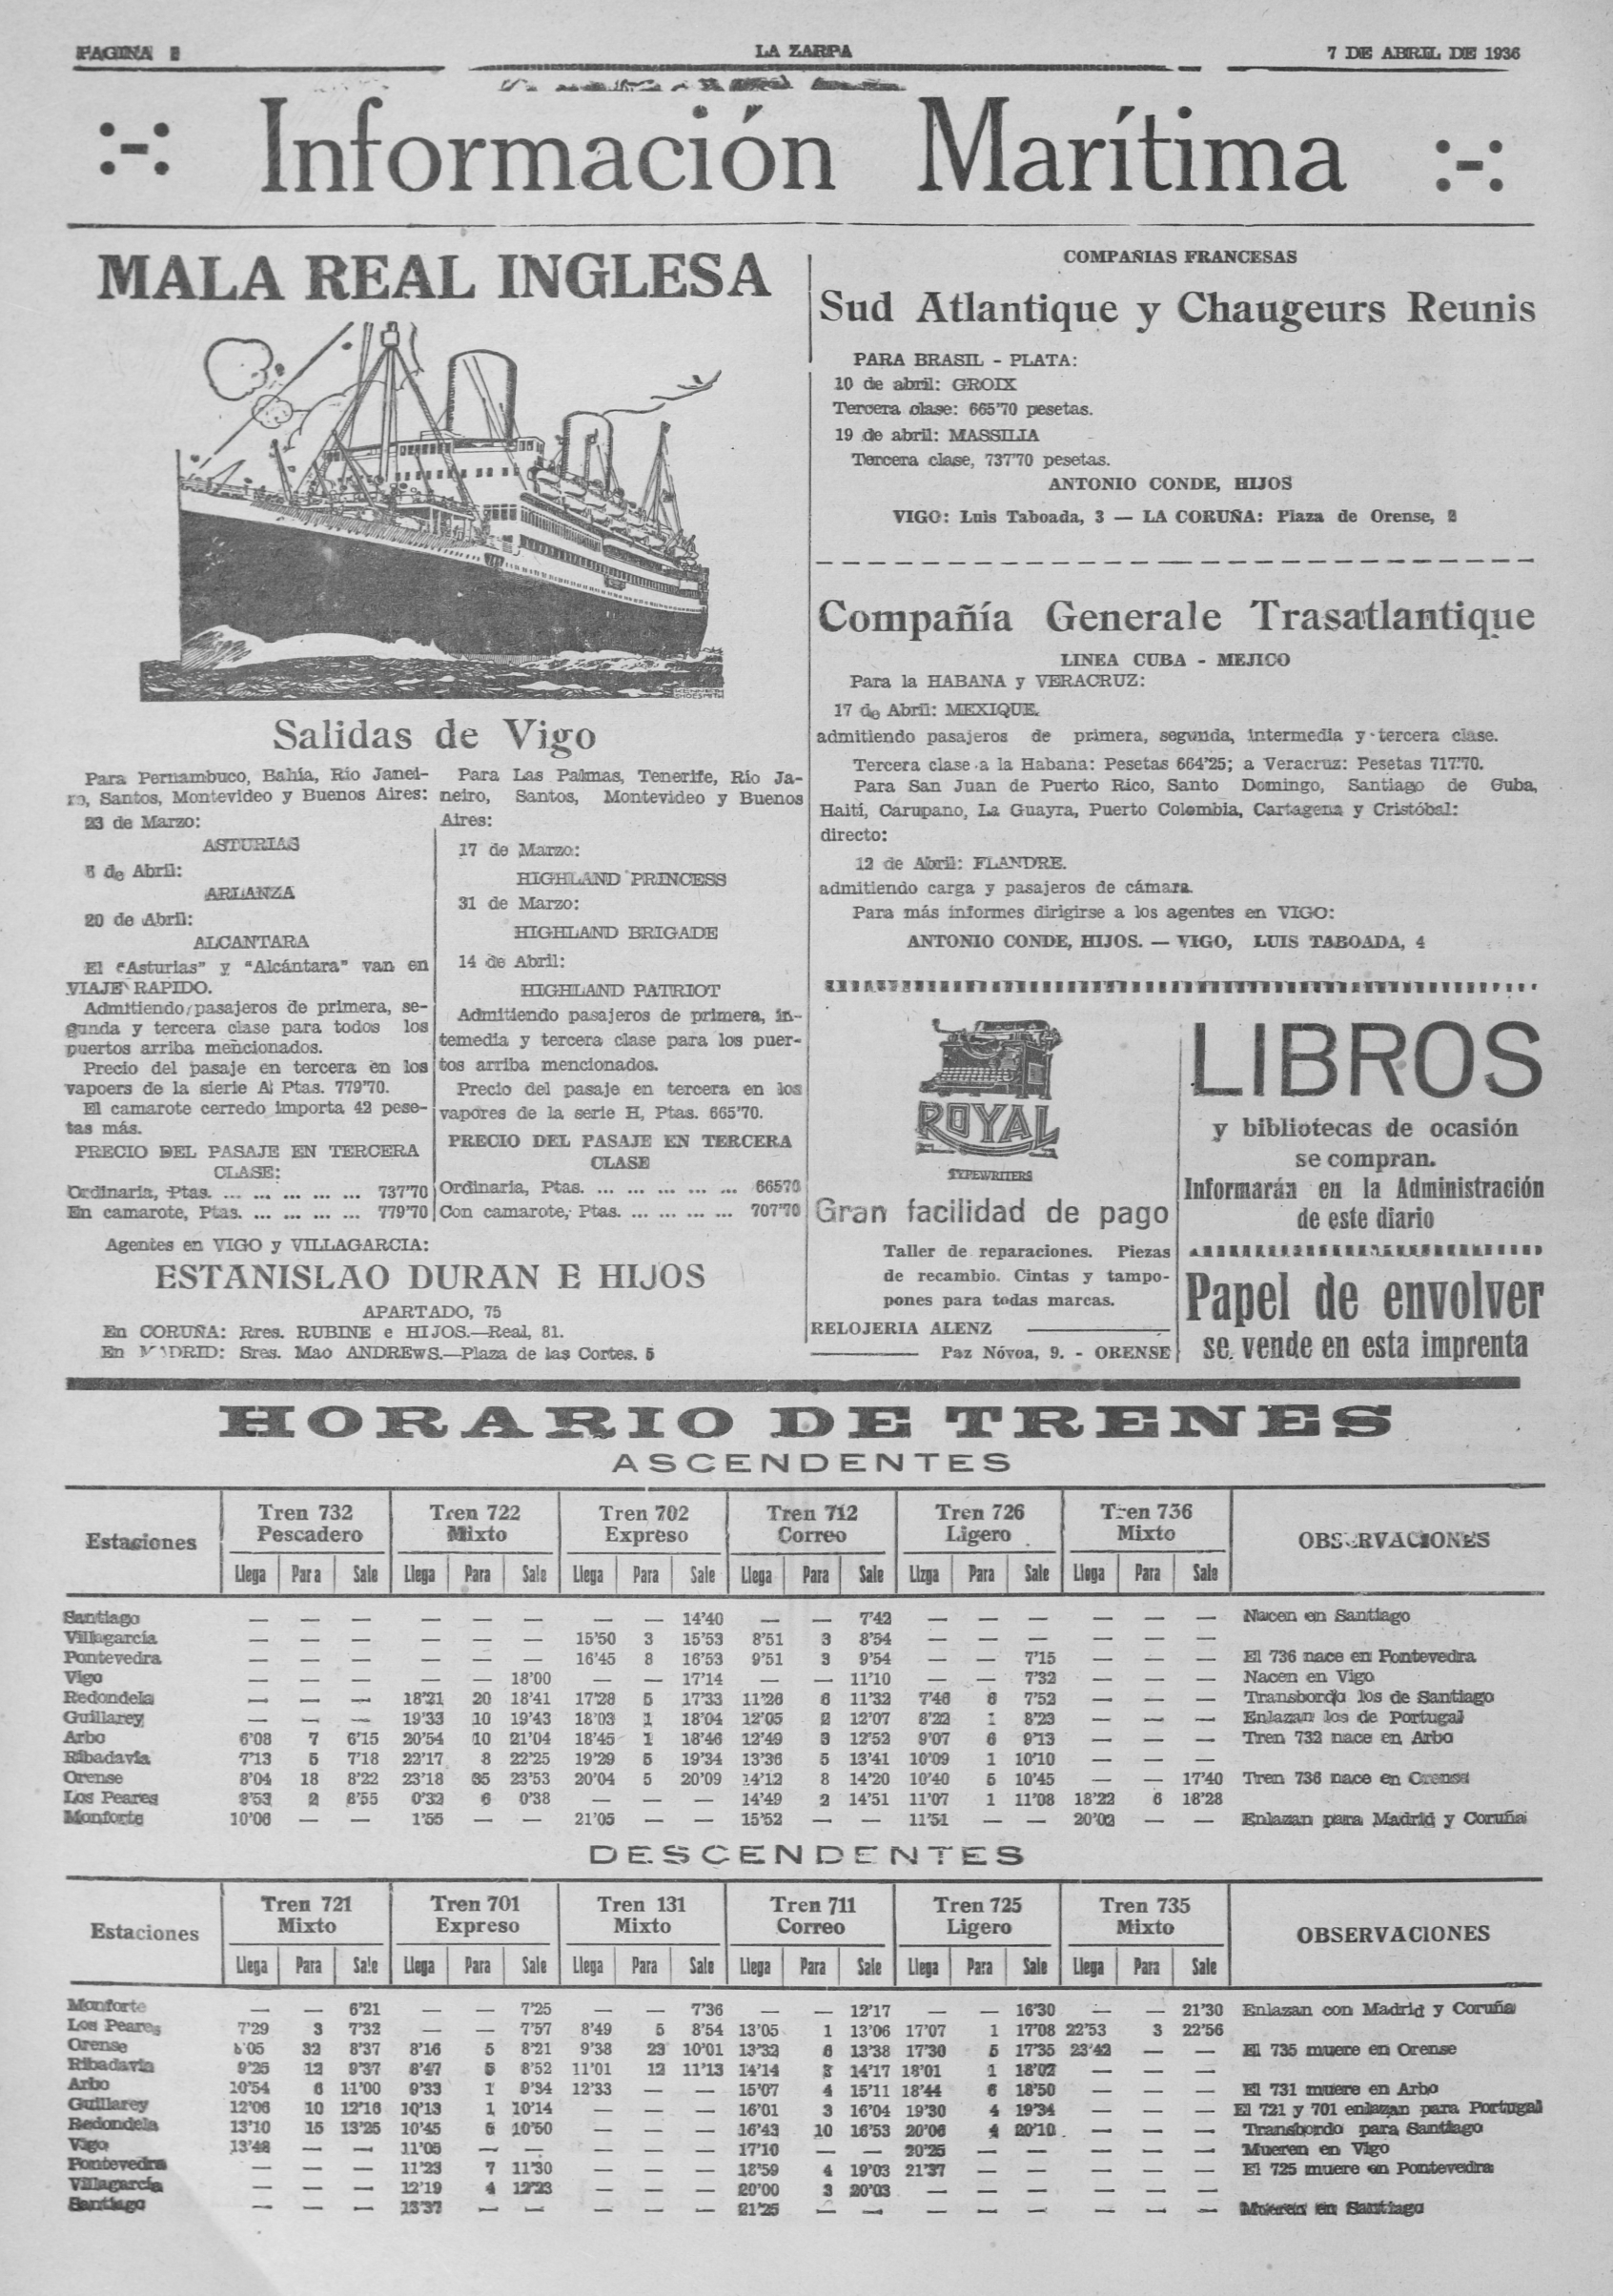 PAGINA 2
LA ZARPA
7 DE ABRIL DE 1936
:-: Información Marítima :-:
MALA REAL INGLESA
KENNETH
SHOESMITH
Salidas de Vigo
Para Pernambuco, Bahía, Río Janei-
ro, Santos, Montevideo y Buenos Aires:
23 de Marzo:
ASTURIAS
de Abril:
ARLANZA
20 de Abril:
ALCANTARA
El "Asturias" y "Alcántara" van en
VIAJE RAPIDO.
Admitiendo pasajeros de primera, se-
gunda y tercera clase para todos los
puertos arriba mencionados.
Precio del pasaje en tercera en los
vapoers de la sierie A: Ptas. 779'70.
El camarote cerredo importa 42 pese-
tas más.
PRECIO DEL PASAJE EN TERCERA
CLASE:
Ordinaria, Ptas. ... ... ... ... ... 737'70
En camarote, Ptas. ... ... ... ... 779'70
Para Las Palmas, Tenerife, Río Ja-
neiro, Santos, Montevideo y Buenos
Aires:
17 de Marzo:
HIGHLAND PRINCESS
31 de Marzo:
HIGHLAND BRIGADE
14 de Abril:
HIGHLAND PATRIOT
Admitiendo pasajeros de primera, in-
temedia y tercera clase para los puer-
tos arriba mencionados.
Precio del pasaje en tercera en los
vapores de la serie H, Ptas. 665'70.
PRECIO DEL PASAJE EN TERCERA
CLASE
Ordinaria, Ptas. ... ... ... ... ... 66570
Con camarote, Ptas. ... ... ... ... 707'70
Agentes en VIGO y VILLAGARCIA:
ESTANISLAO DURAN E HIJOS
APARTADO, 75
En CORUÑA: Rres. RUBINE e HIJOS.—Real, 81.
En MADRID: Sres. Mao ANDREwS.—Plaza de las Cortes. 5
COMPAÑIAS FRANCESAS
Sud Atlantique y Chaugeurs Reunis
PARA BRASIL - PLATA:
10 de abril: GROIX
Tercera clase: 665'70 pesetas.
19 de abril: MASSILIA
Tercera clase, 737'70 pesetas.
ANTONIO CONDE, HIJOS
VIGO: Luis Taboada, 3 — LA CORUÑA: Plaza de Orense, 2
Compañía Generale Trasatlantique
LINEA CUBA - MEJICO
Para la HABANA y VERACRUZ:
17 de Abril: MEXIQUE.
admitiendo pasajeros de primera, segunda, intermedia y tercera clase.
Tercera clase a la Habana: Pesetas 664'25; a Veracruz: Pesetas 717'70.
Para San Juan de Puerto Rico, Santo Domingo, Santiago de Guba,
Haití, Carupano, La Guayra, Puerto Colombia, Cartagena y Cristóbal:
directo:
12 de Abril: FLANDRE.
admitiendo carga y pasajeros de cámara.
Para más informes dirigirse a los agentes en VIGO:
ANTONIO CONDE, HIJOS. — VIGO, LUIS TABOADA, 4
ROYAL
TYPEWRITERS
Gran facilidad de pago
Taller de reparaciones. Piezas
de recambio. Cintas y tampo-
pones para todas marcas.
RELOJERIA ALENZ
Paz Nóvoa, 9. - ORENSE
LIBROS
y bibliotecas de ocasión
se compran.
Informarán en la Administración
de este diario
Papel de envolver
se vende en esta imprenta
HORARIO DE TRENES
ASCENDENTES
Estaciones | Tren 732 Pescadero | Tren 722 Mixto | Tren 702 Expreso | Tren 712 Correo | Tren 726 Ligero | Tren 736 Mixto | OBSERVACIONES
Llega Para Sale Llega Para Sale Llega Para Sale Llega Para Sale Llzga Para Sale Llega Para Sale
Santiago — — — — — — — — 14'40 — — 7'42 — — — — — — Nacen en Santiago
Villagarcía — — — — — — 15'50 3 15'53 8'51 3 8'54 — — — — — —
Pontevedra — — — — — — 16'45 8 16'53 9'51 3 9'54 — — 7'15 — — — El 736 nace en Pontevedra
Vigo — — — — — 18'00 — — 17'14 — — 11'10 — — 7'32 — — — Nacen en Vigo
Redondela — — — 18'21 20 18'41 17'28 5 17'33 11'26 6 11'32 7'46 6 7'52 — — — Transbordo los de Santiago
Guillarey — — — 19'33 10 19'43 18'03 1 18'04 12'05 2 12'07 8'22 1 8'23 — — — Enlazan los de Portugal
Arbo 6'08 7 6'15 20'54 10 21'04 18'45 1 18'46 12'49 3 12'52 9'07 6 9'13 — — — Tren 732 nace en Arbo
Ribadavia 7'13 5 7'18 22'17 8 22'25 19'29 5 19'34 13'36 5 13'41 10'09 1 10'10 — — —
Orense 8'04 18 8'22 23'18 35 23'53 20'04 5 20'09 14'12 8 14'20 10'40 5 10'45 — — 17'40 Tren 736 nace en Orense
Los Peares 8'53 2 8'55 0'32 6 0'38 — — — 14'49 2 14'51 11'07 1 11'08 18'22 6 18'28
Monforte 10'06 — — 1'55 — — 21'05 — — 15'52 — — 11'51 — — 20'02 — — Enlazan para Madrid y Coruña
DESCENDENTES
Estaciones | Tren 721 Mixto | Tren 701 Expreso | Tren 131 Mixto | Tren 711 Correo | Tren 725 Ligero | Tren 735 Mixto | OBSERVACIONES
Llega Para Sale Llega Para Sale Llega Para Sale Llega Para Sale Llega Para Sale Llega Para Sale
Monforte — — 6'21 — — 7'25 — — 7'36 — — 12'17 — — 16'30 — — 21'30 Enlazan con Madrid y Coruña
Los Peares 7'29 3 7'32 — — 7'57 8'49 5 8'54 13'05 1 13'06 17'07 1 17'08 22'53 3 22'56
Orense 8'05 32 8'37 8'16 5 8'21 9'38 23 10'01 13'32 6 13'38 17'30 5 17'35 23'42 — — El 735 muere en Orense
Ribadavia 9'25 12 9'37 8'47 5 8'52 11'01 12 11'13 14'14 3 14'17 18'01 1 18'02 — — —
Arbo 10'54 6 11'00 9'33 1 9'34 12'33 — — 15'07 4 15'11 18'44 6 18'50 — — — El 731 muere en Arbo
Guillarey 12'06 10 12'16 10'13 1 10'14 — — — 16'01 3 16'04 19'30 4 19'34 — — — El 721 y 701 enlazan para Portugal
Redondela 13'10 15 13'25 10'45 5 10'50 — — — 16'43 10 16'53 20'06 4 20'10 — — — Transbordo para Santiago
Vigo 13'48 — — 11'05 — — — — — 17'10 — — 20'25 — — — — — Mueren en Vigo
Pontevedra — — — 11'23 7 11'30 — — — 18'59 4 19'03 21'37 — — — — — El 725 muere en Pontevedra
Villagarcía — — — 12'19 4 12'23 — — — 20'00 3 20'03 — — — — — —
Santiago — — — 13'37 — — — — — 21'25 — — — — — — — — Mueren en Santiago